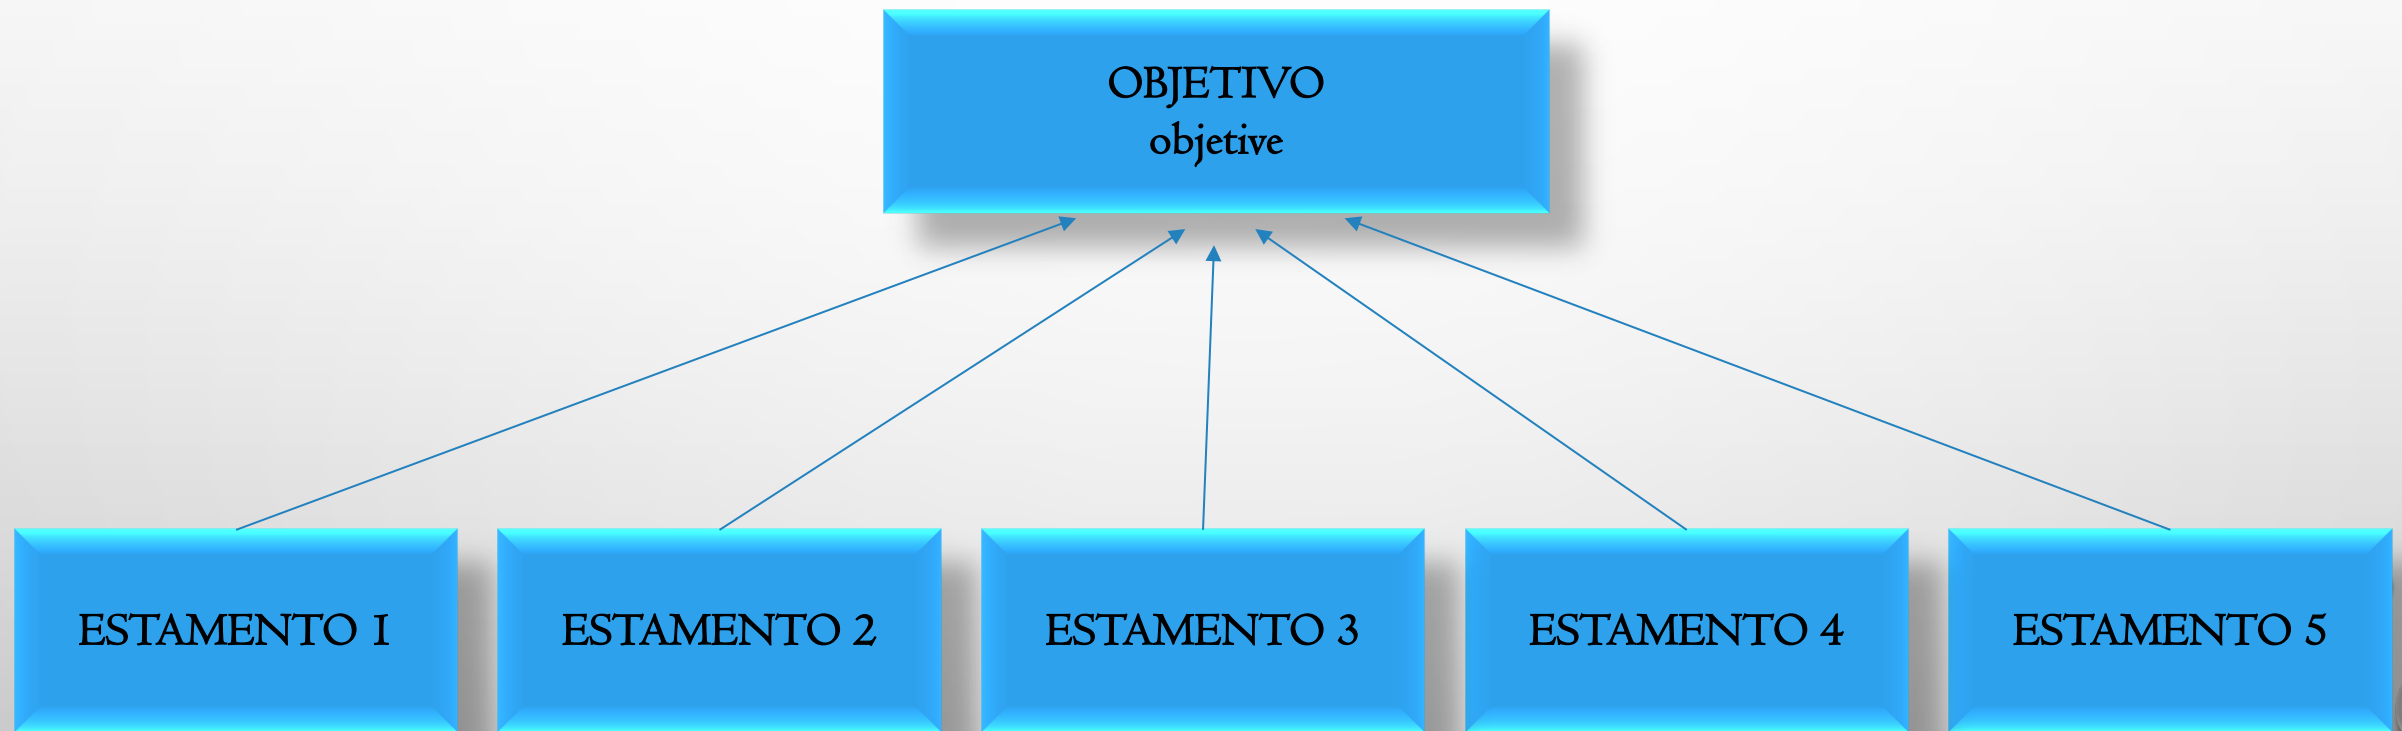 OBJETIVO
objetive
ESTAMENTO 1
ESTAMENTO 2
ESTAMENTO 3
ESTAMENTO 4
ESTAMENTO 5